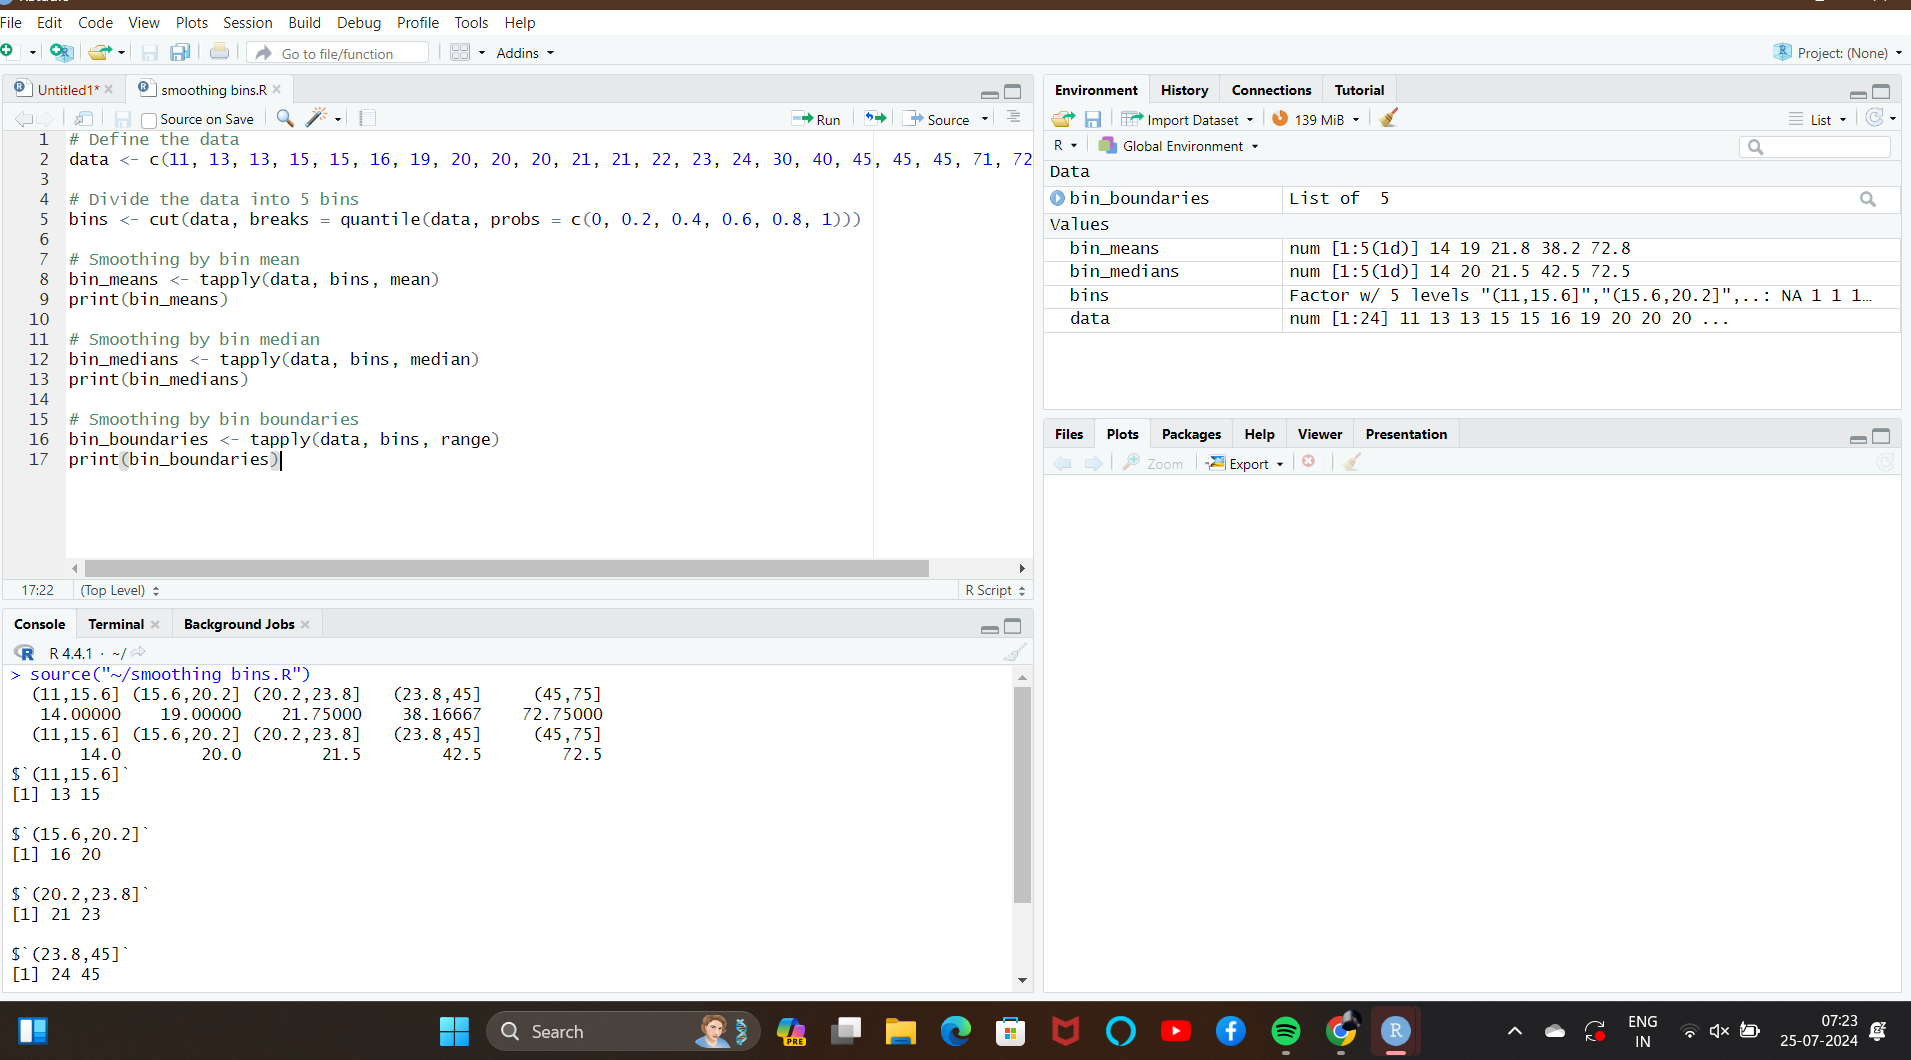 File Edit Code View Plots Session Build Debug Profile Tools Help
Go to file/function Addins Project: (None)
Untitled1* smoothing bins.R
Source on Save Run Source
1 # Define the data
2 data <- c(11, 13, 13, 15, 15, 16, 19, 20, 20, 20, 21, 21, 22, 23, 24, 30, 40, 45, 45, 45, 71, 72
3
4 # Divide the data into 5 bins
5 bins <- cut(data, breaks = quantile(data, probs = c(0, 0.2, 0.4, 0.6, 0.8, 1)))
6
7 # Smoothing by bin mean
8 bin_means <- tapply(data, bins, mean)
9 print(bin_means)
10
11 # Smoothing by bin median
12 bin_medians <- tapply(data, bins, median)
13 print(bin_medians)
14
15 # Smoothing by bin boundaries
16 bin_boundaries <- tapply(data, bins, range)
17 print(bin_boundaries)
17:22 (Top Level) R Script
Console Terminal Background Jobs
R R 4.4.1 · ~/
> source("~/smoothing bins.R")
(11,15.6] (15.6,20.2] (20.2,23.8] (23.8,45] (45,75]
14.00000 19.00000 21.75000 38.16667 72.75000
(11,15.6] (15.6,20.2] (20.2,23.8] (23.8,45] (45,75]
14.0 20.0 21.5 42.5 72.5
$`(11,15.6]`
[1] 13 15
$`(15.6,20.2]`
[1] 16 20
$`(20.2,23.8]`
[1] 21 23
$`(23.8,45]`
[1] 24 45
Environment History Connections Tutorial
Import Dataset 139 MiB List
R Global Environment
Data
bin_boundaries List of 5
Values
bin_means num [1:5(1d)] 14 19 21.8 38.2 72.8
bin_medians num [1:5(1d)] 14 20 21.5 42.5 72.5
bins Factor w/ 5 levels "(11,15.6]","(15.6,20.2]",..: NA 1 1 1...
data num [1:24] 11 13 13 15 15 16 19 20 20 20 ...
Files Plots Packages Help Viewer Presentation
Zoom Export
Search PRE R ENG 07:23
IN 25-07-2024